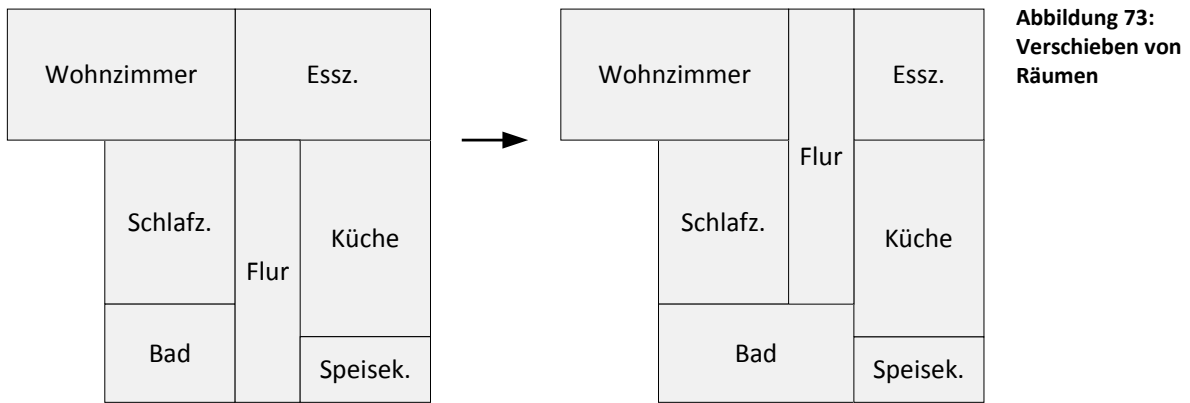 Wohnzimmer
Essz.
Schlafz.
Küche
Flur
Bad
Speisek.
Wohnzimmer
Essz.
Flur
Schlafz.
Küche
Bad
Speisek.
Abbildung 73:
Verschieben von
Räumen